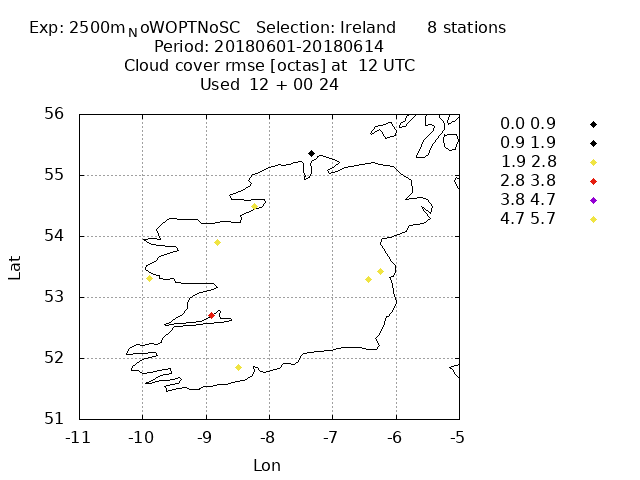 Exp: 2500m_NoWOPTNoSC Selection: Ireland 8 stations
Period: 20180601-20180614
Cloud cover rmse [octas] at 12 UTC
Used 12 + 00 24
56
55
54
53
52
51
Lat
-11 -10 -9 -8 -7 -6 -5
Lon
0.0 0.9
0.9 1.9
1.9 2.8
2.8 3.8
3.8 4.7
4.7 5.7